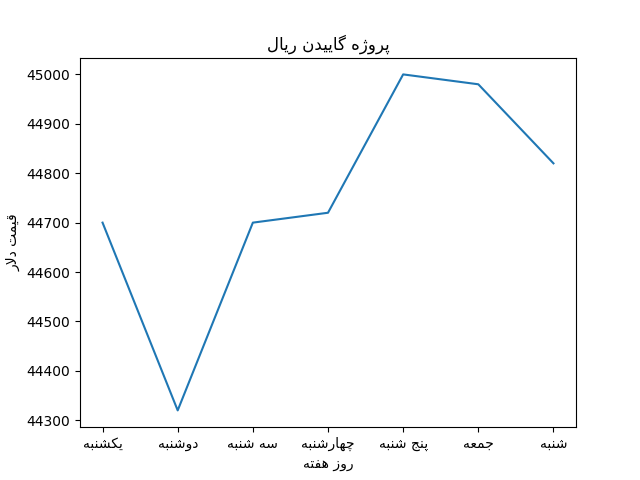 پروژه گاییدن ریال
قیمت دلار
45000
44900
44800
44700
44600
44500
44400
44300
یکشنبه
دوشنبه
سه شنبه
چهارشنبه
پنج شنبه
جمعه
شنبه
روز هفته